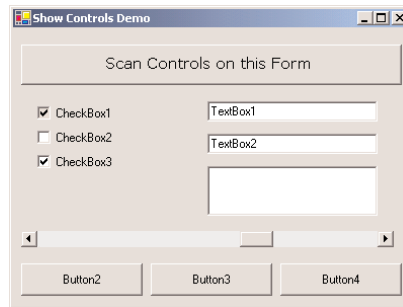 Show Controls Demo
Scan Controls on this Form
CheckBox1
TextBox1
CheckBox2
TextBox2
CheckBox3
Button2
Button3
Button4